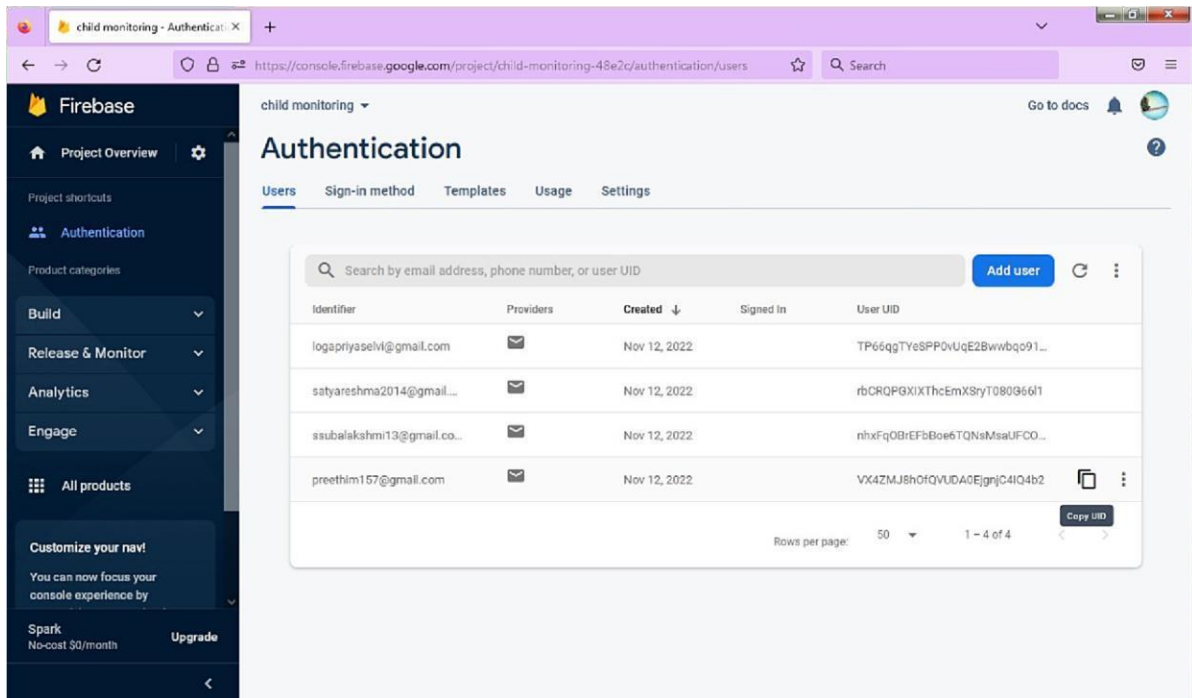 child monitoring - Authenticati
https://console.firebase.google.com/project/child-monitoring-48e2c/authentication/users
Search
Firebase
Project Overview
Project shortcuts
Authentication
Product categories
Build
Release & Monitor
Analytics
Engage
All products
Customize your nav!
You can now focus your
console experience by
Spark
No-cost $0/month
Upgrade
child monitoring
Go to docs
Authentication
Users Sign-in method Templates Usage Settings
Search by email address, phone number, or user UID
Add user
Identifier Providers Created Signed In User UID
logapriyaselvi@gmail.com Nov 12, 2022
satyareshma2014@gmail.... Nov 12, 2022
ssubalakshmi13@gmail.co... Nov 12, 2022
preethim157@gmail.com Nov 12, 2022
Copy UID
Rows per page: 50 1 – 4 of 4